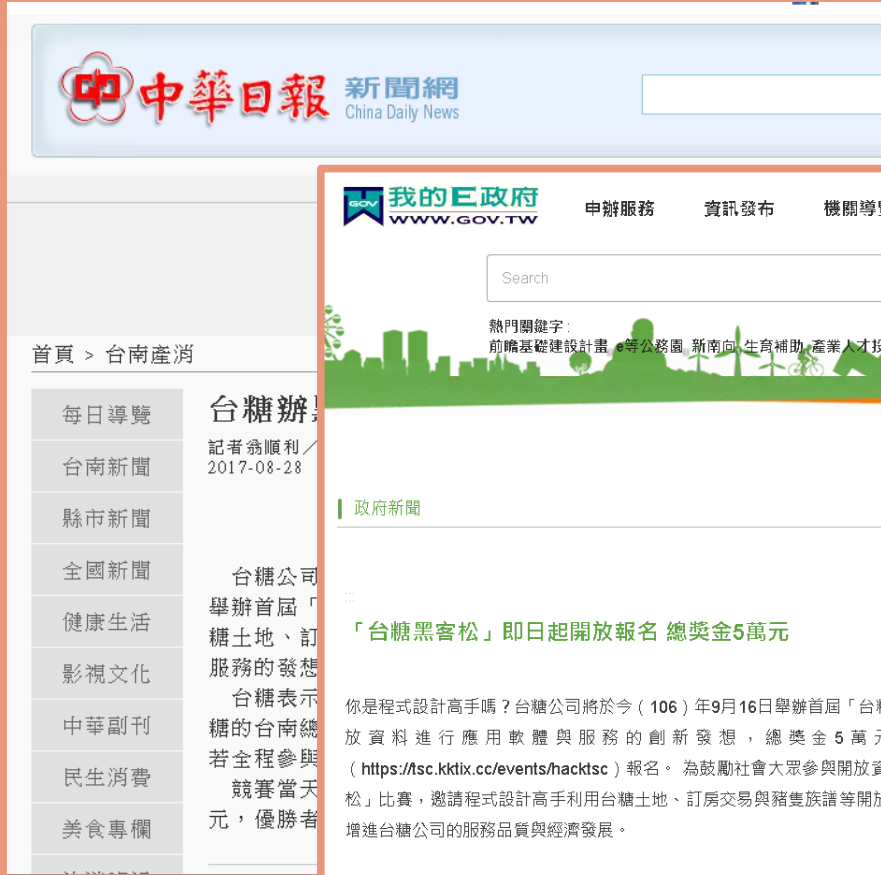 中 中華日報 新聞網
China Daily News
首頁 > 台南產消
每日導覽
台南新聞
縣市新聞
全國新聞
健康生活
影視文化
中華副刊
民生消費
美食專欄
台糖辦
記者翁順利／
2017-08-28
台糖公司
舉辦首屆「
糖土地、訂
服務的發想
台糖表示
糖的台南總
若全程參與
競賽當天
元，優勝者
GOV 我的E政府
WWW.GOV.TW
申辦服務 資訊發布 機關導
Search
熱門關鍵字:
前瞻基礎建設計畫, e等公務園, 新南向, 生育補助, 產業人才投
政府新聞
:::
「台糖黑客松」即日起開放報名 總獎金5萬元
你是程式設計高手嗎？台糖公司將於今（106）年9月16日舉辦首屆「台糖
放資料進行應用軟體與服務的創新發想，總獎金5萬元
（https://tsc.kktix.cc/events/hacktsc）報名。 為鼓勵社會大眾參與開放資
松」比賽，邀請程式設計高手利用台糖土地、訂房交易與豬隻族譜等開放
增進台糖公司的服務品質與經濟發展。